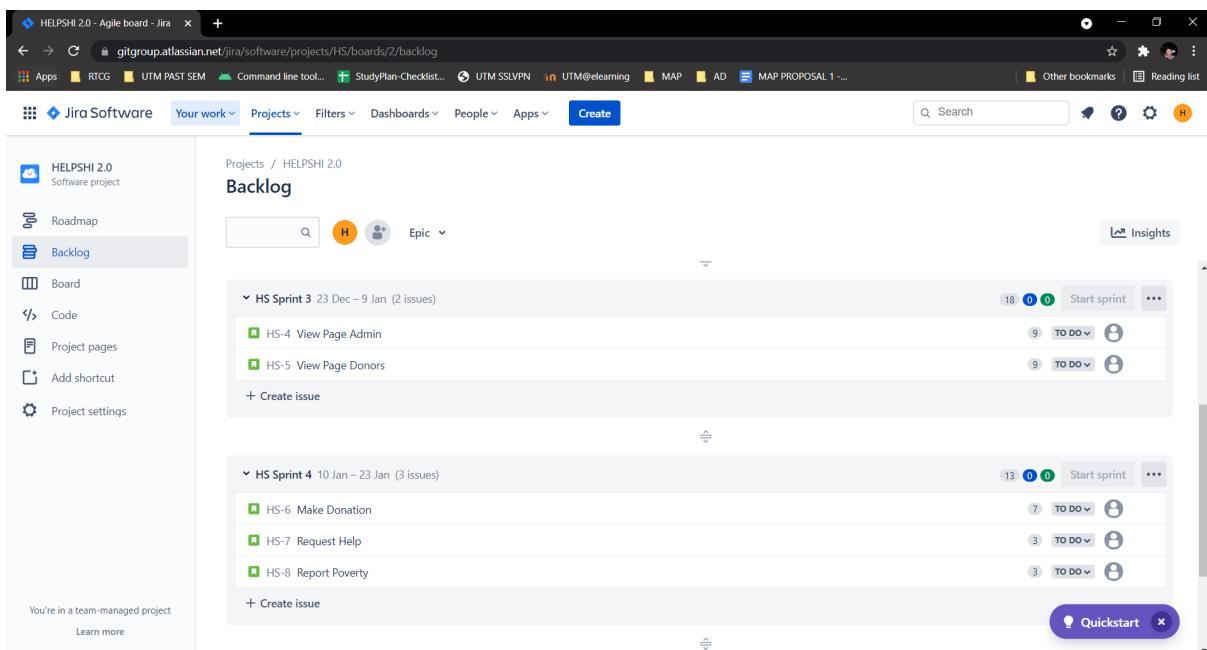 HELPSHI 2.0 - Agile board - Jira
gitgroup.atlassian.net/jira/software/projects/HS/boards/2/backlog
Apps RTCG UTM PAST SEM Command line tool... StudyPlan-Checklist... UTM SSLVPN UTM@elearning MAP AD MAP PROPOSAL 1 -... Other bookmarks Reading list
Jira Software Your work Projects Filters Dashboards People Apps Create Search H
HELPSHI 2.0
Software project
Roadmap
Backlog
Board
Code
Project pages
Add shortcut
Project settings
You're in a team-managed project
Learn more
Projects / HELPSHI 2.0
Backlog
H Epic Insights
HS Sprint 3 23 Dec – 9 Jan (2 issues) 18 0 0 Start sprint
HS-4 View Page Admin 9 TO DO
HS-5 View Page Donors 9 TO DO
+ Create issue
HS Sprint 4 10 Jan – 23 Jan (3 issues) 13 0 0 Start sprint
HS-6 Make Donation 7 TO DO
HS-7 Request Help 3 TO DO
HS-8 Report Poverty 3 TO DO
+ Create issue
Quickstart